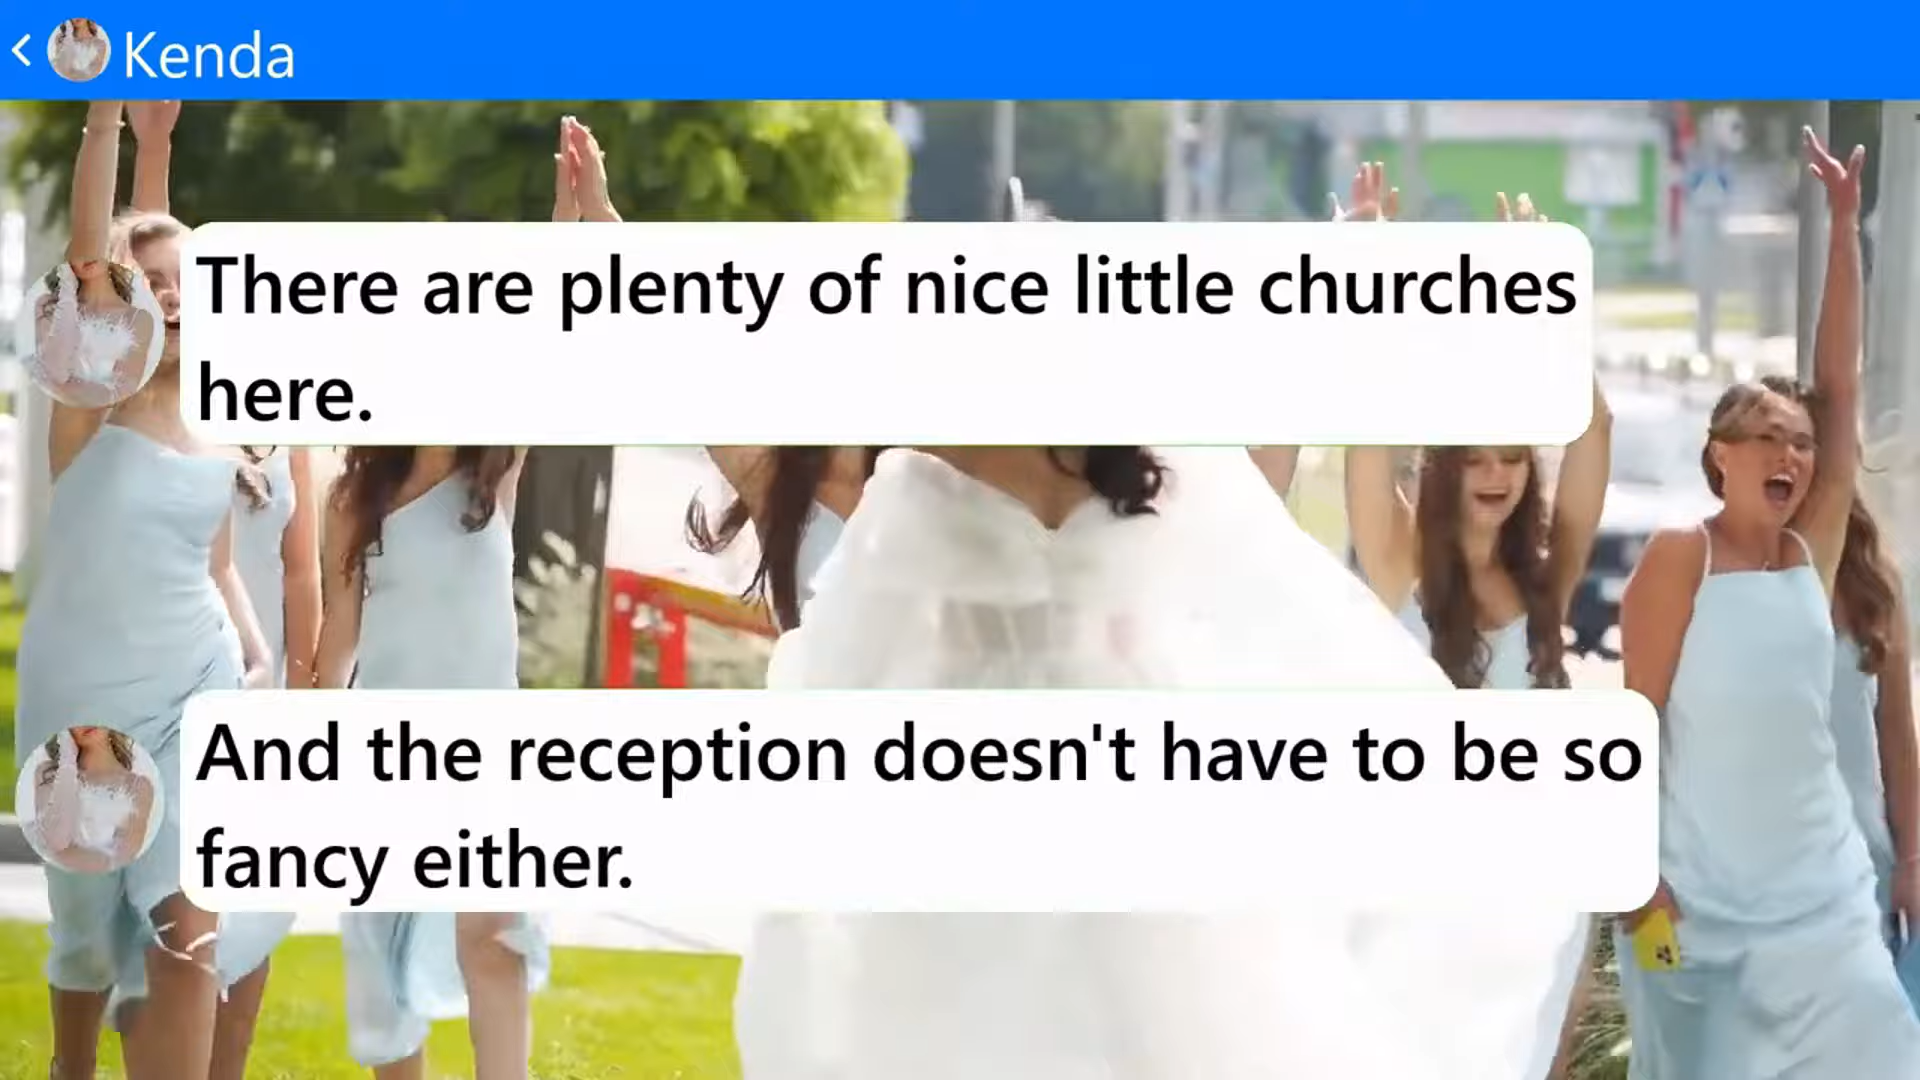 Kenda
There are plenty of nice little churches
here.
And the reception doesn't have to be so
fancy either.